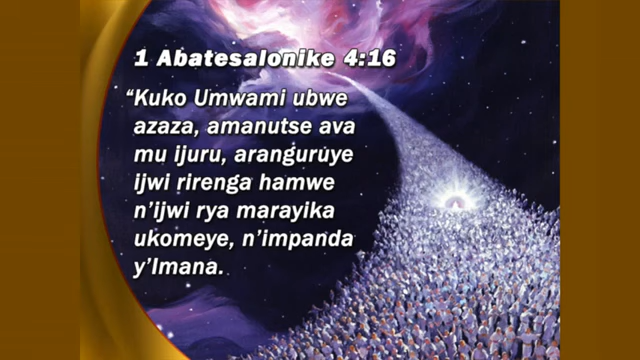 1 Abatesalonike 4:16
“Kuko Umwami ubwe
azaza, amanutse ava
mu ijuru, aranguruye
ijwi rirenga hamwe
n’ijwi rya marayika
ukomeye, n’impanda
y’Imana.